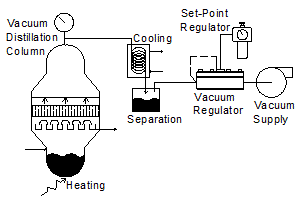 Vacuum
Distillation
Column
Cooling
Set-Point
Regulator
Separation
Vacuum
Regulator
Vacuum
Supply
Heating